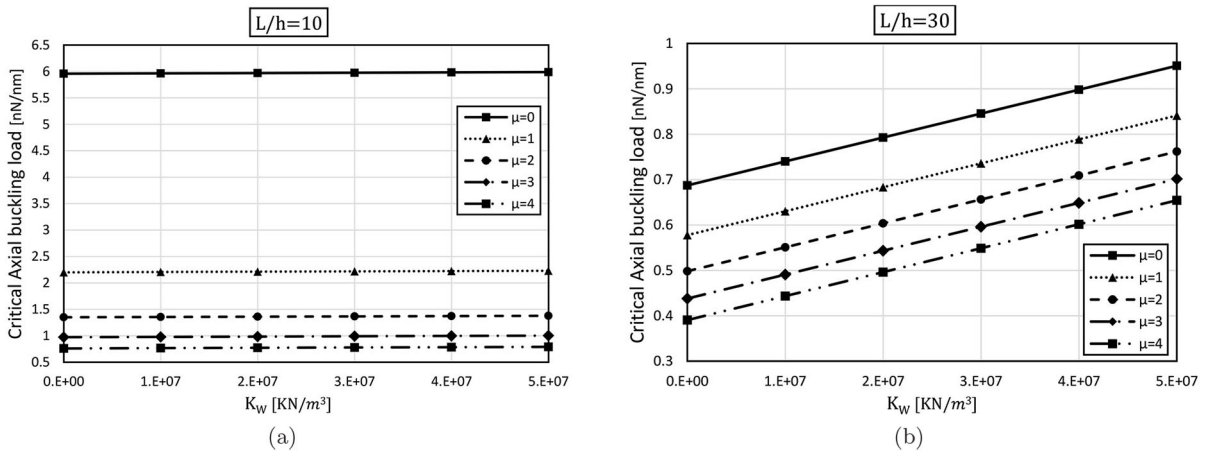 L/h=10
Critical Axial buckling load [nN/nm]
6.5
6
5.5
5
4.5
4
3.5
3
2.5
2
1.5
1
0.5
μ=0
μ=1
μ=2
μ=3
μ=4
0.E+00 1.E+07 2.E+07 3.E+07 4.E+07 5.E+07
K_W [KN/m³]
(a)
L/h=30
Critical Axial buckling load [nN/nm]
1
0.9
0.8
0.7
0.6
0.5
0.4
0.3
μ=0
μ=1
μ=2
μ=3
μ=4
0.E+00 1.E+07 2.E+07 3.E+07 4.E+07 5.E+07
K_W [KN/m³]
(b)